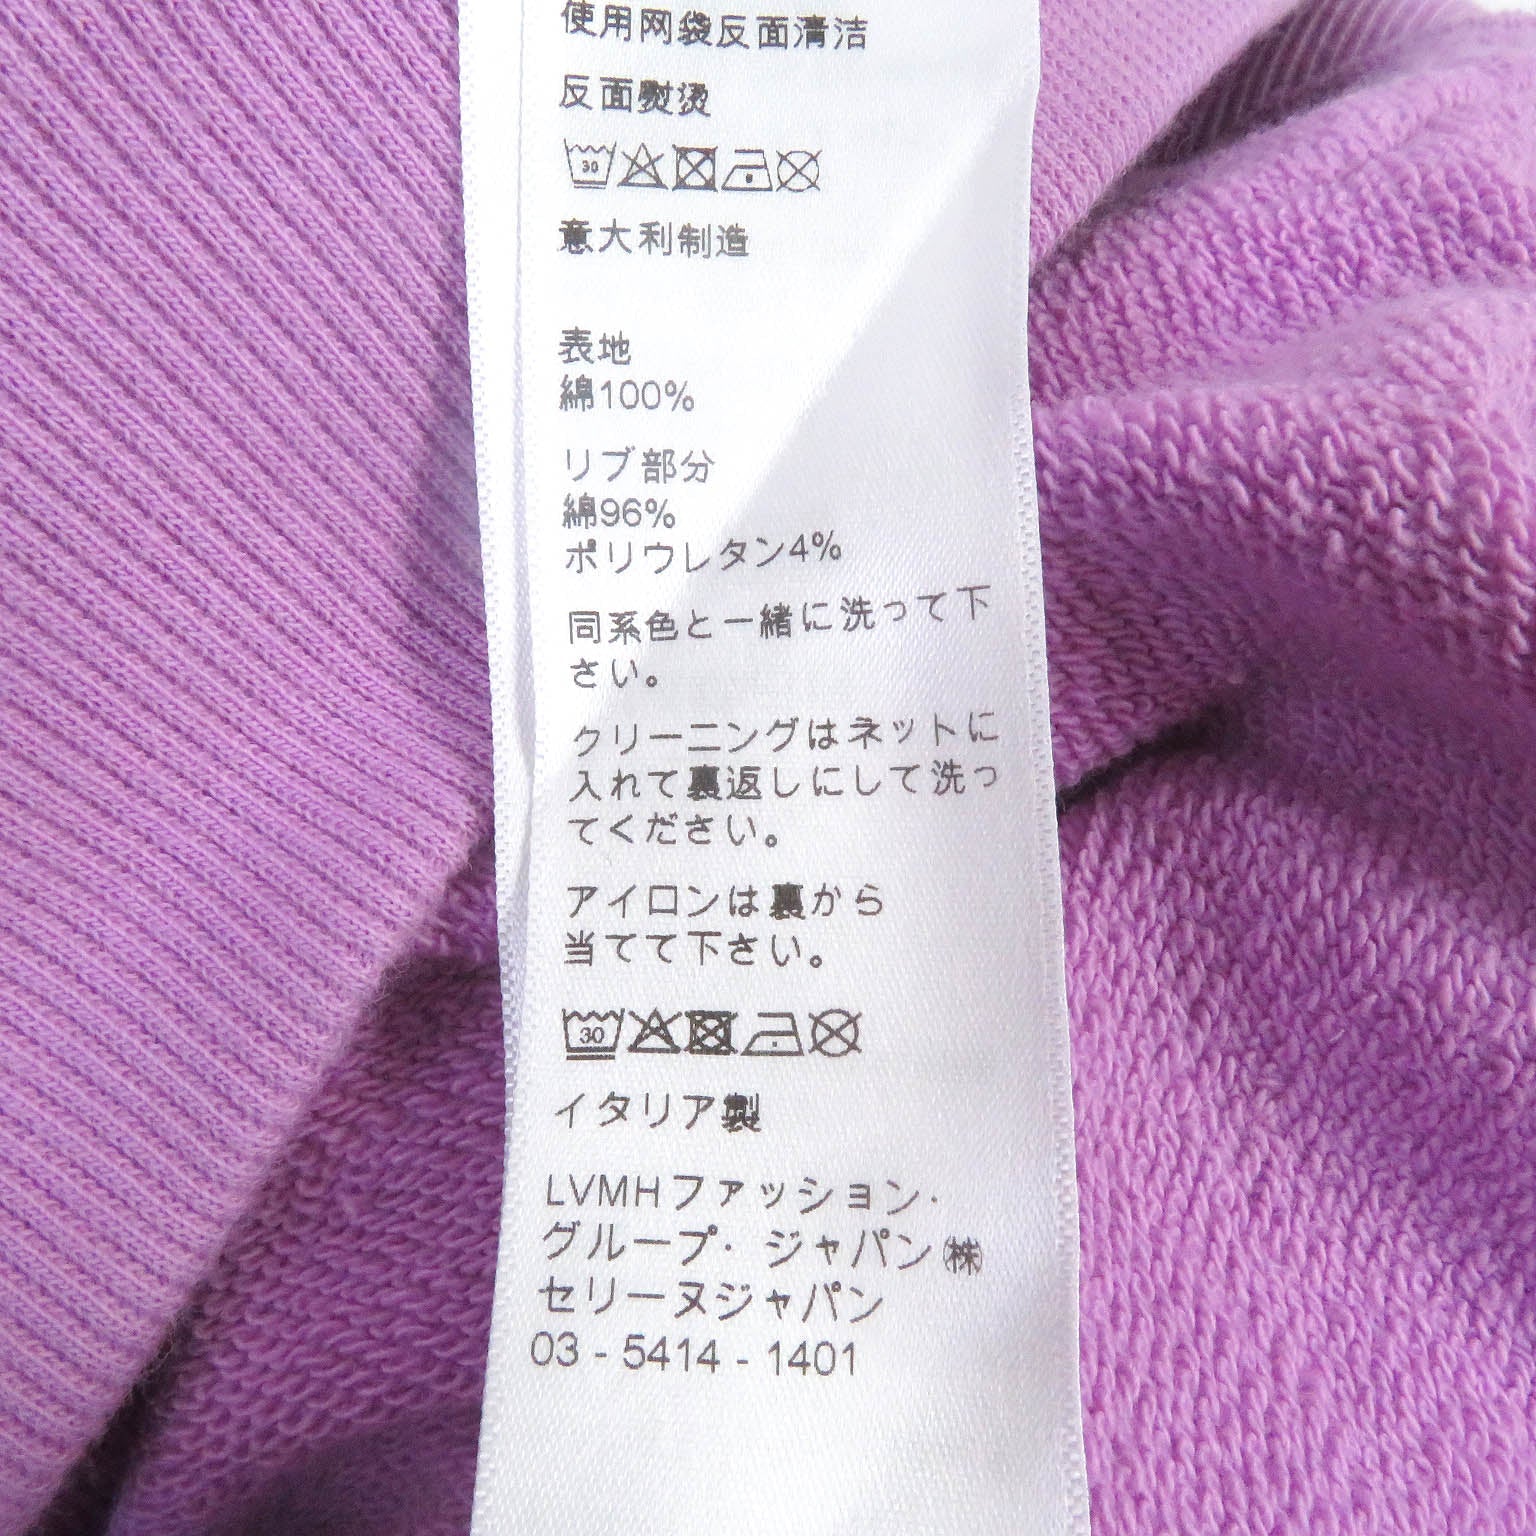 使用网袋反面清洁
反面熨烫
30
意大利制造
表地
綿100%
リブ部分
綿96%
ポリウレタン4%
同系色と一緒に洗って下
さい。
クリーニングはネットに
入れて裏返しにして洗っ
てください。
アイロンは裏から
当てて下さい。
30
イタリア製
LVMHファッション·
グループ· ジャパン㈱
セリーヌジャパン
03 - 5414 - 1401